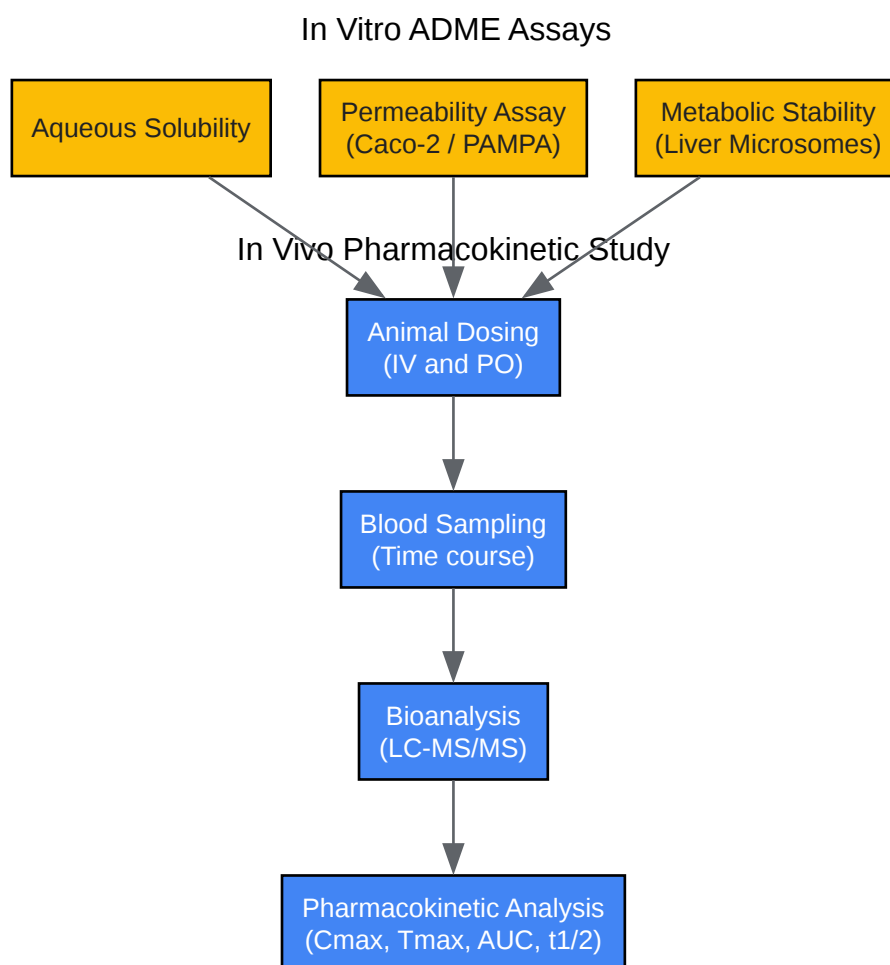 In Vitro ADME Assays
Aqueous Solubility
Permeability Assay
(Caco-2 / PAMPA)
Metabolic Stability
(Liver Microsomes)
In Vivo Pharmacokinetic Study
Animal Dosing
(IV and PO)
Blood Sampling
(Time course)
Bioanalysis
(LC-MS/MS)
Pharmacokinetic Analysis
(Cmax, Tmax, AUC, t1/2)